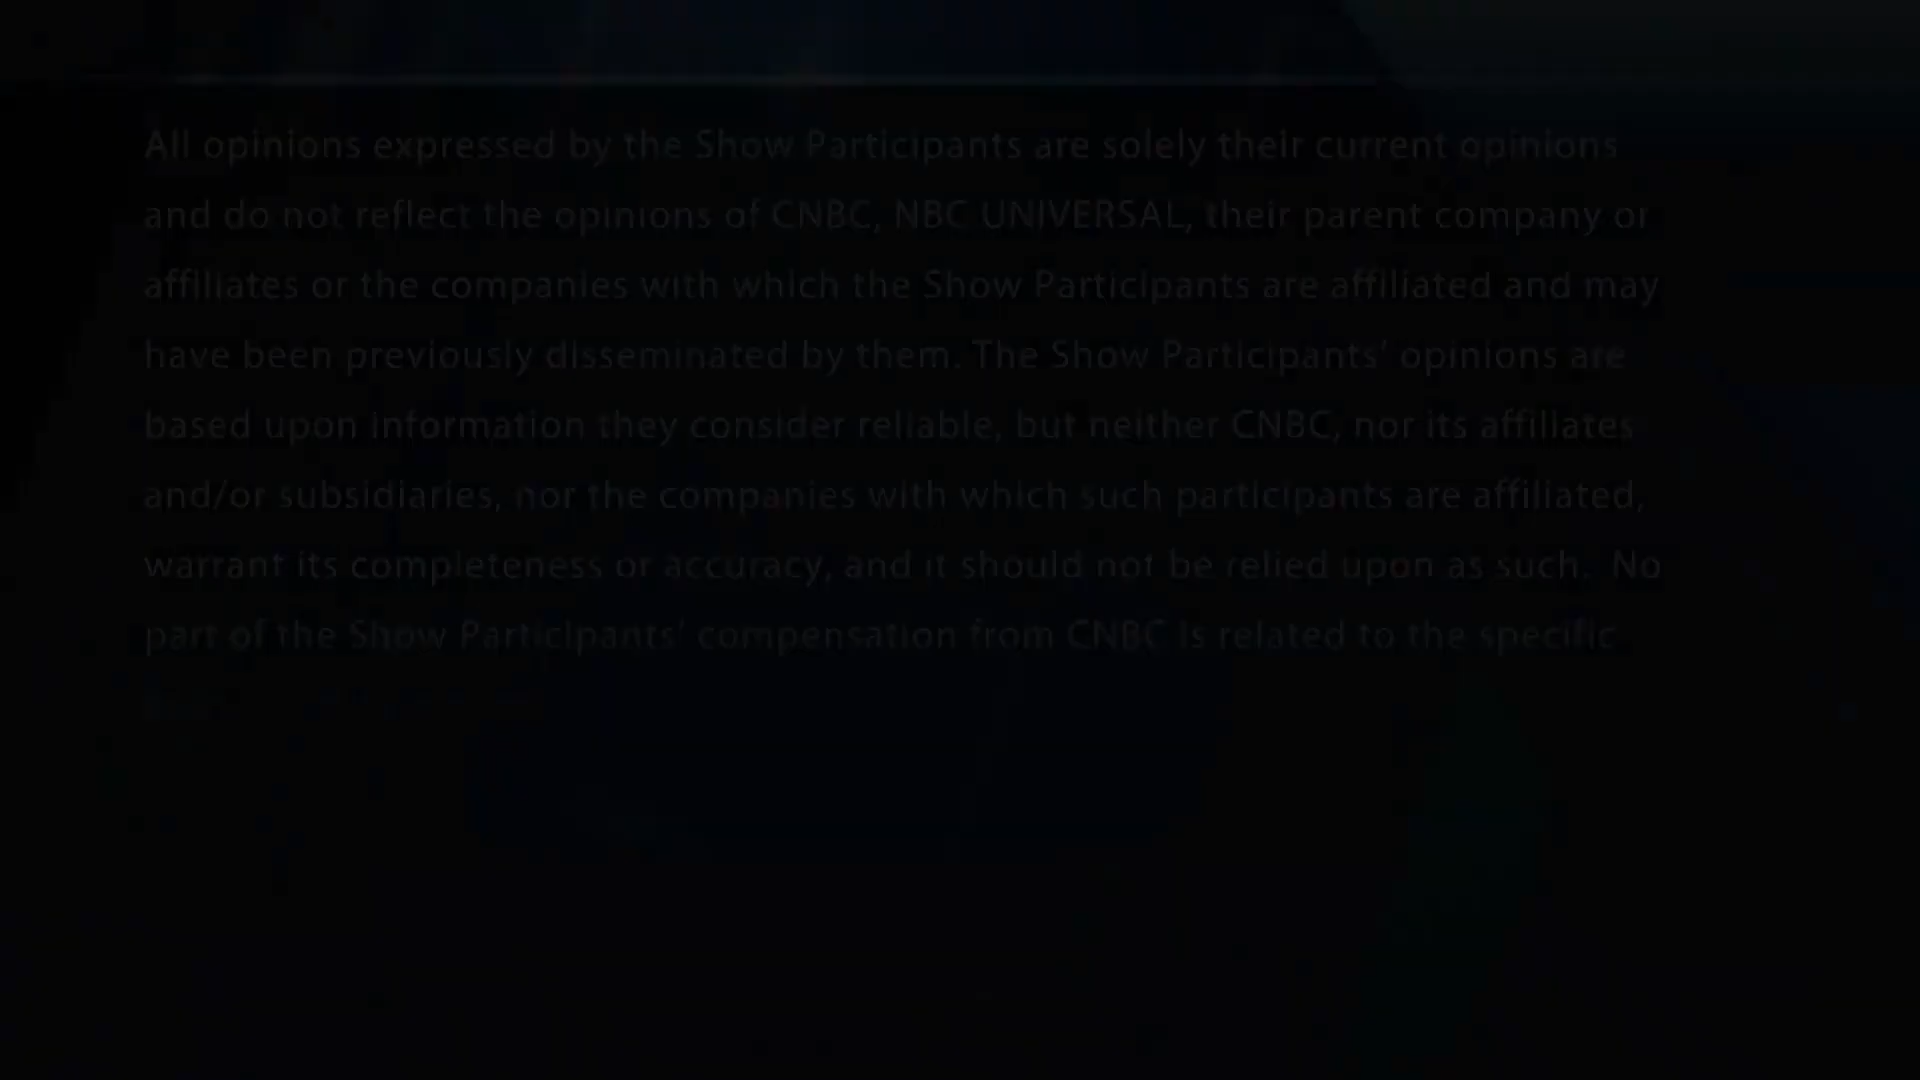 All opinions expressed by the Show Participants are solely their current opinions
and do not reflect the opinions of CNBC, NBC UNIVERSAL, their parent company or
affiliates or the companies with which the Show Participants are affiliated and may
have been previously disseminated by them. The Show Participants' opinions are
based upon information they consider reliable, but neither CNBC, nor its affiliates
and/or subsidiaries, nor the companies with which such participants are affiliated,
warrant its completeness or accuracy, and it should not be relied upon as such.  No
part of the Show Participants' compensation from CNBC is related to the specific